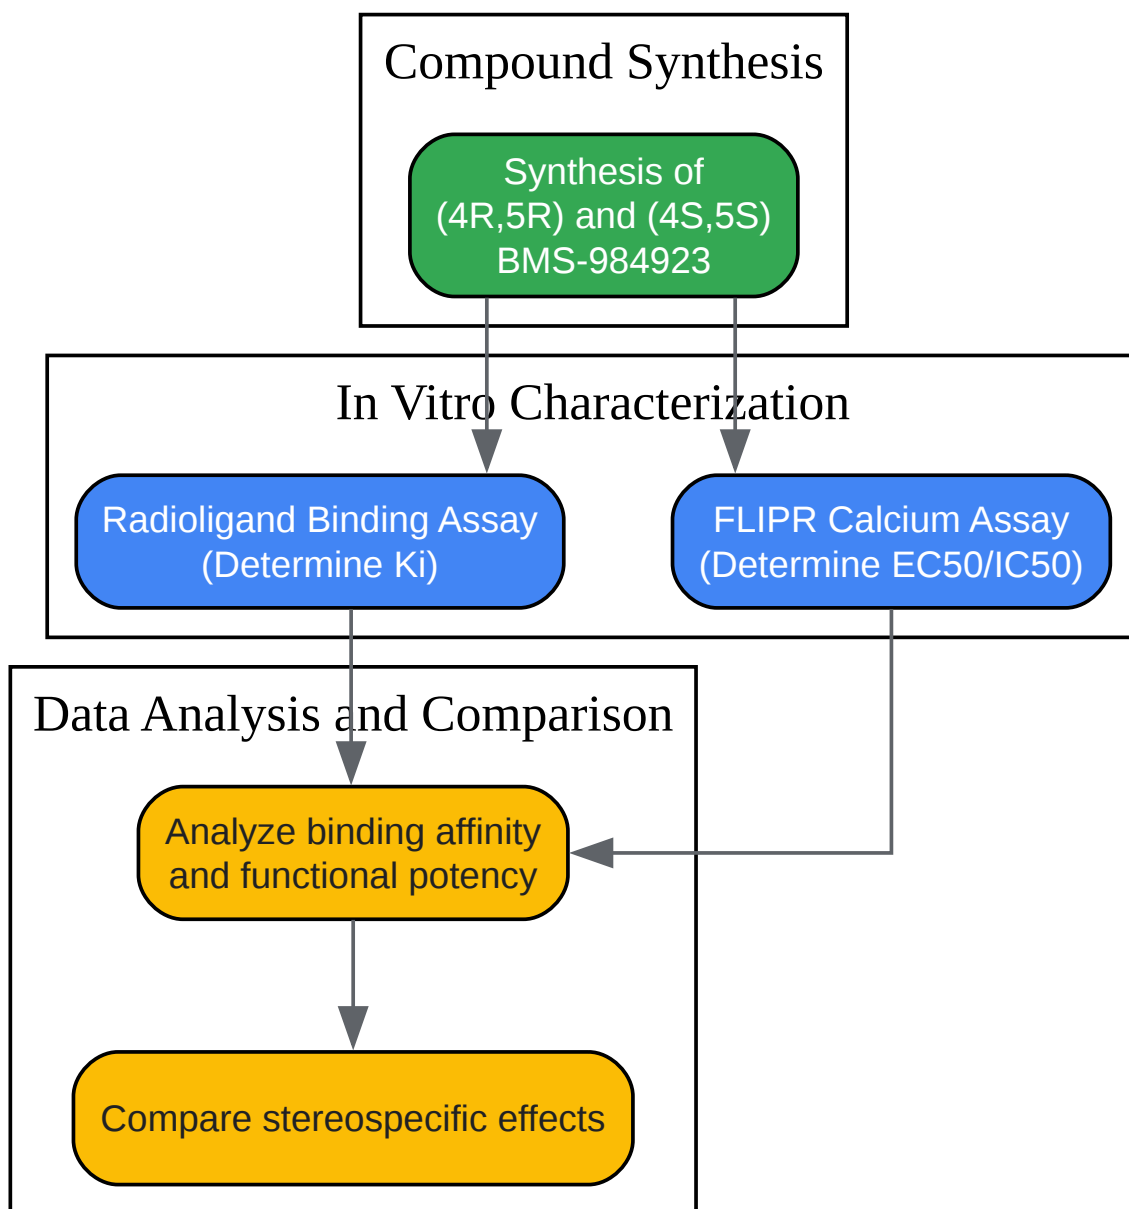 Compound Synthesis
Synthesis of
(4R,5R) and (4S,5S)
BMS-984923
In Vitro Characterization
Radioligand Binding Assay
(Determine Ki)
FLIPR Calcium Assay
(Determine EC50/IC50)
Data Analysis and Comparison
Analyze binding affinity
and functional potency
Compare stereospecific effects